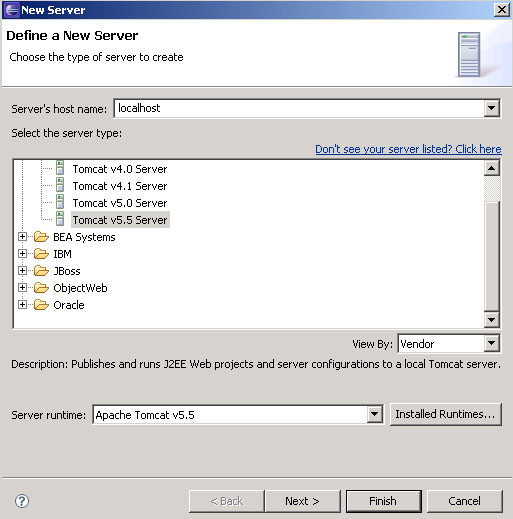 New Server
Define a New Server
Choose the type of server to create
Server's host name: localhost
Select the server type:
Don't see your server listed? Click here
Tomcat v4.0 Server
Tomcat v4.1 Server
Tomcat v5.0 Server
Tomcat v5.5 Server
BEA Systems
IBM
JBoss
ObjectWeb
Oracle
View By: Vendor
Description: Publishes and runs J2EE Web projects and server configurations to a local Tomcat server.
Server runtime: Apache Tomcat v5.5 Installed Runtimes...
? < Back Next > Finish Cancel